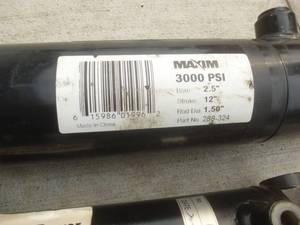 MAXIM
3000 PSI
Bore: 2.5"
Stroke: 12"
Rod Dia: 1.50"
Part No: 288-324
6 15986 01996 2
Made in China